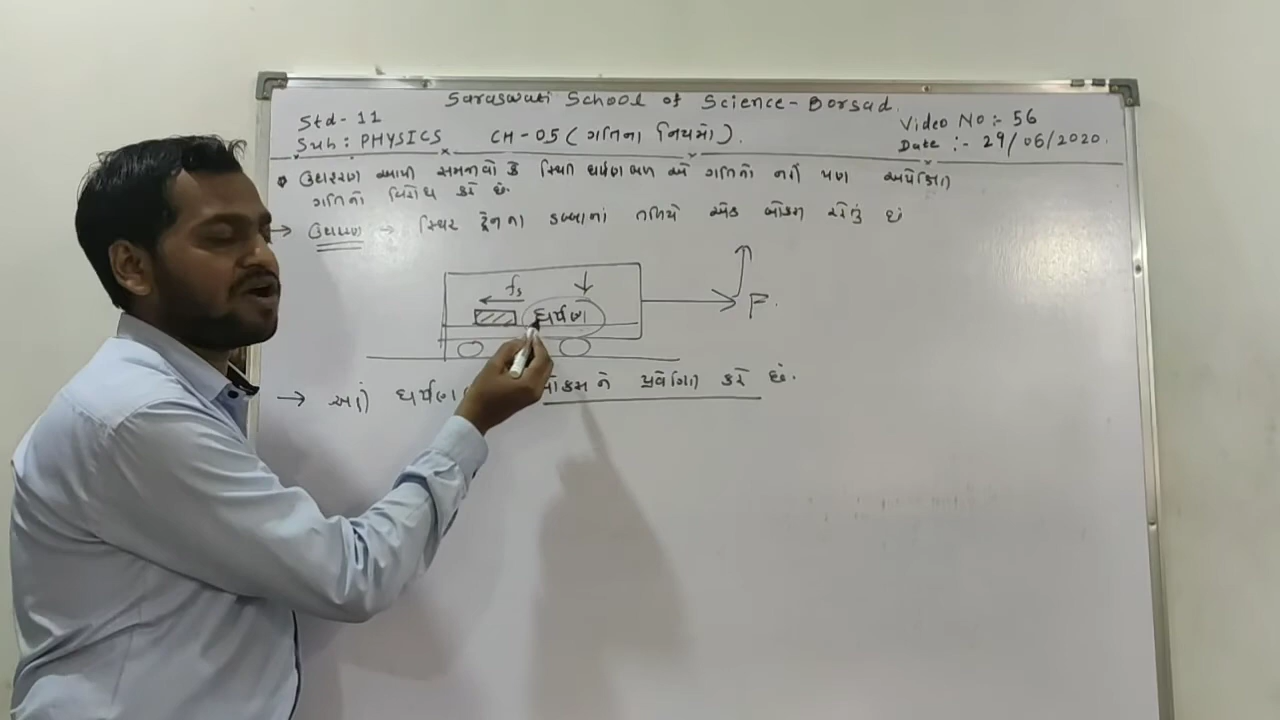 Saraswati School of Science - Borsad.
Std - 11
Sub : PHYSICS CH - 05 ( ગતિના નિયમો ).
Video No :- 56
Date :- 29/06/2020.
ઉદાહરણ આપી સમજાવો કે સ્થિત ઘર્ષણબળ એ ગતિનો નહી પણ અપેક્ષિત
ગતિનો વિરોધ કરે છે.
→ ઉદાહરણ → સ્થિર ટ્રેનના ડબ્બાનાં તળિયે એક બોક્સ છે
fs
ઘર્ષણ
F.
→ અહીં ઘર્ષણ બોક્સને પ્રવેગિત કરે છે.